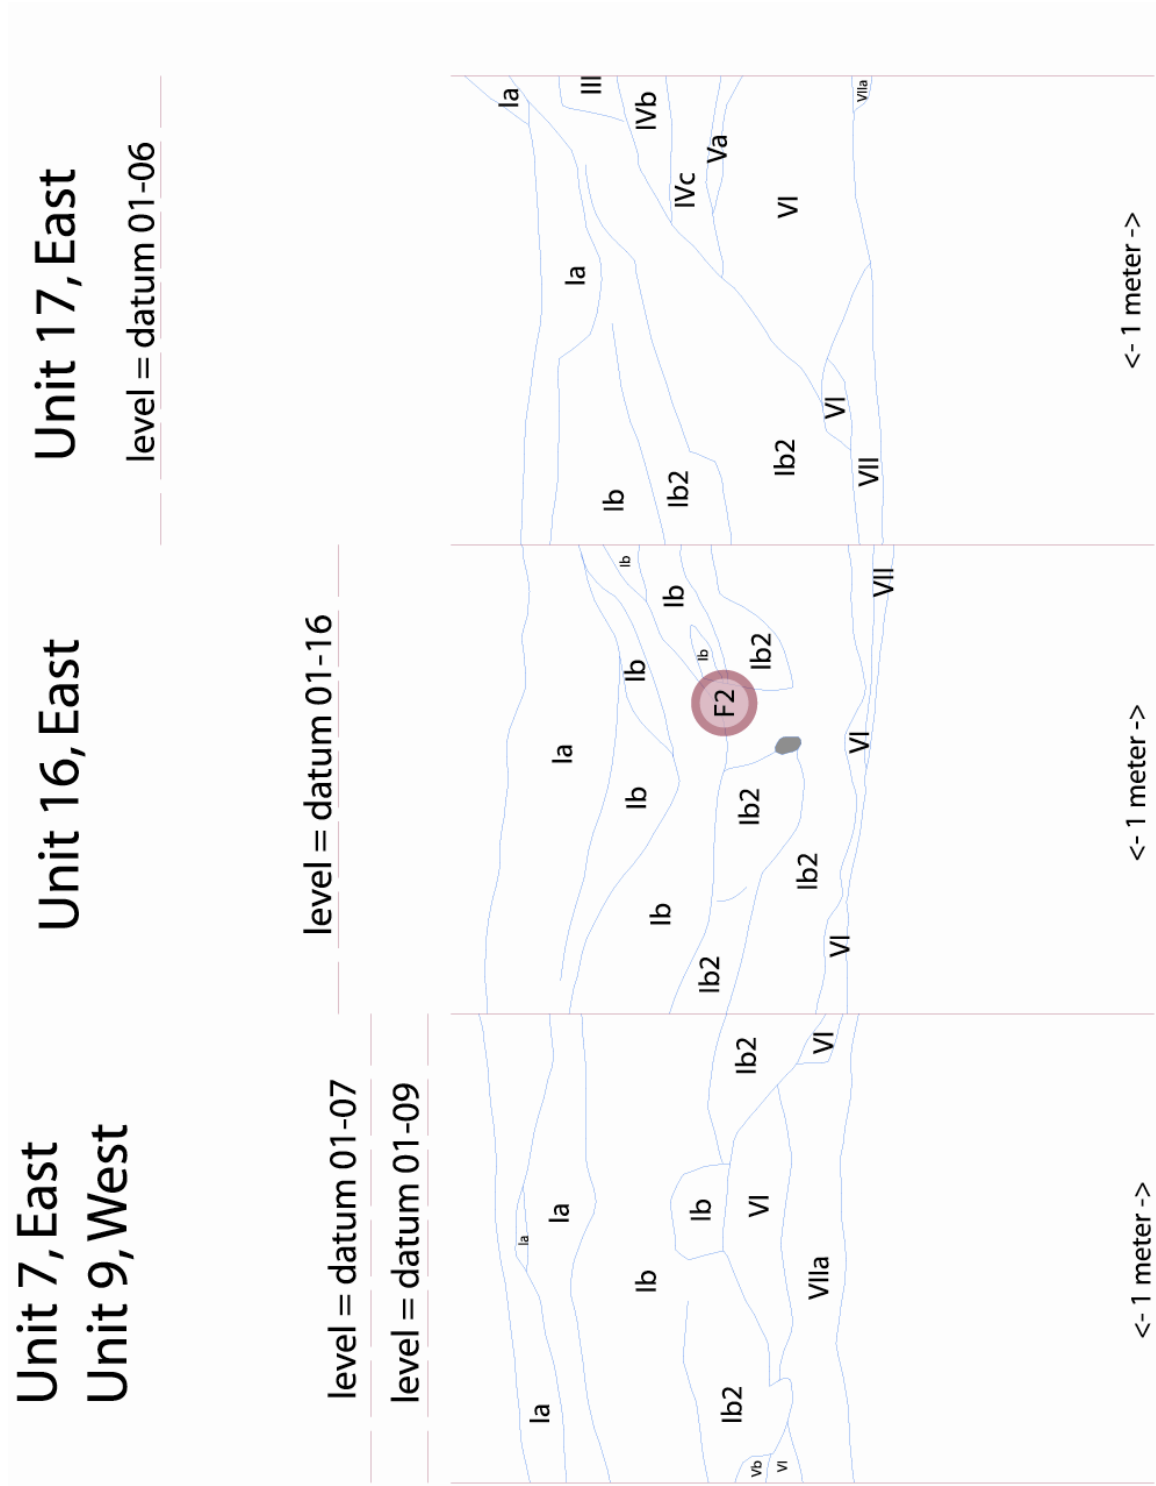 Unit 7, East
Unit 9, West
level = datum 01-07
level = datum 01-09
Ia
Ia
Ia
Ib
Ib
Ib2
Ib2
Vb
VI
VI
VI
VIIa
<- 1 meter ->
Unit 16, East
level = datum 01-16
Ia
Ib
Ib
Ib
Ib
Ib
Ib
F2
Ib2
Ib2
Ib2
Ib2
VI
VI
VII
<- 1 meter ->
Unit 17, East
level = datum 01-06
Ia
Ia
III
IVb
IVc
Va
VI
VIIa
Ib
Ib2
Ib2
VI
VII
<- 1 meter ->